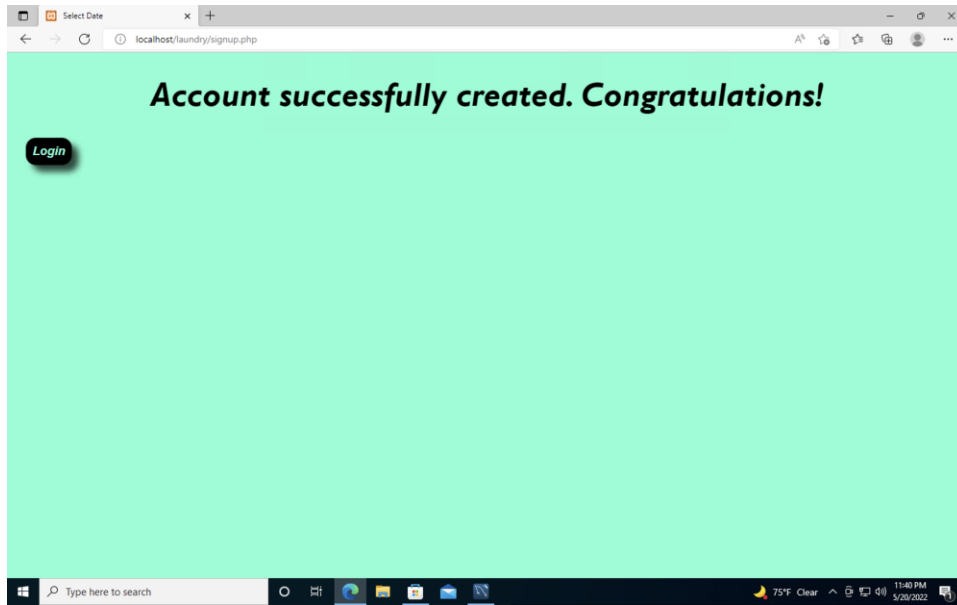 Select Date
localhost/laundry/signup.php
Account successfully created. Congratulations!
Login
Type here to search
75°F Clear
11:40 PM
5/20/2022